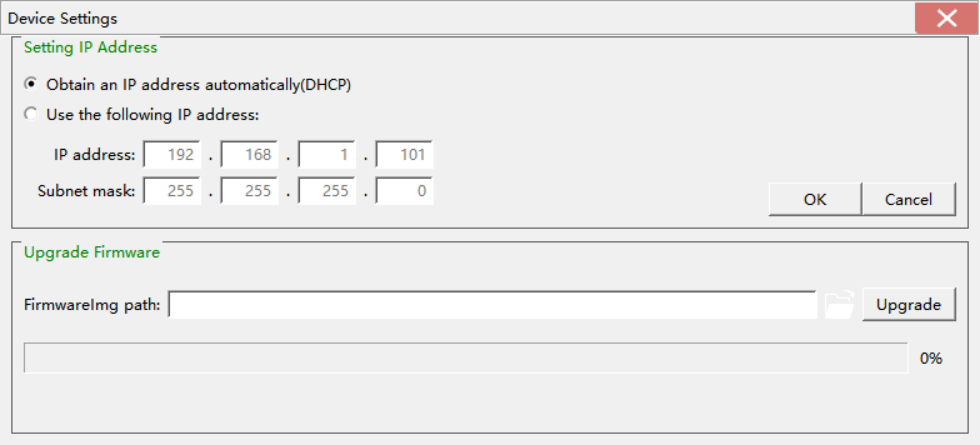 Device Settings
Setting IP Address
Obtain an IP address automatically(DHCP)
Use the following IP address:
IP address: 192 . 168 . 1 . 101
Subnet mask: 255 . 255 . 255 . 0
OK Cancel
Upgrade Firmware
FirmwareImg path: Upgrade
0%